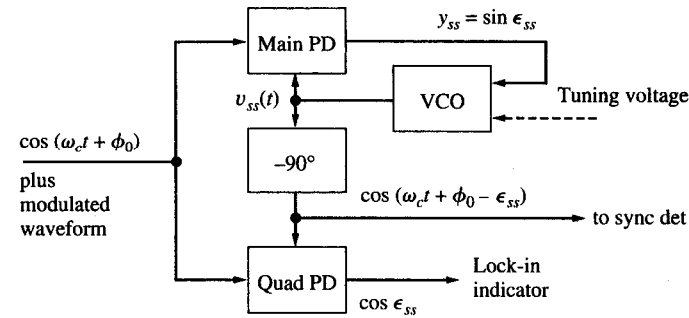 y_ss = sin ϵ_ss
Main PD
v_ss(t)
VCO
Tuning voltage
cos (ω_c t + ϕ_0)
plus
modulated
waveform
–90°
cos (ω_c t + ϕ_0 – ϵ_ss)
to sync det
Quad PD
cos ϵ_ss
Lock-in
indicator